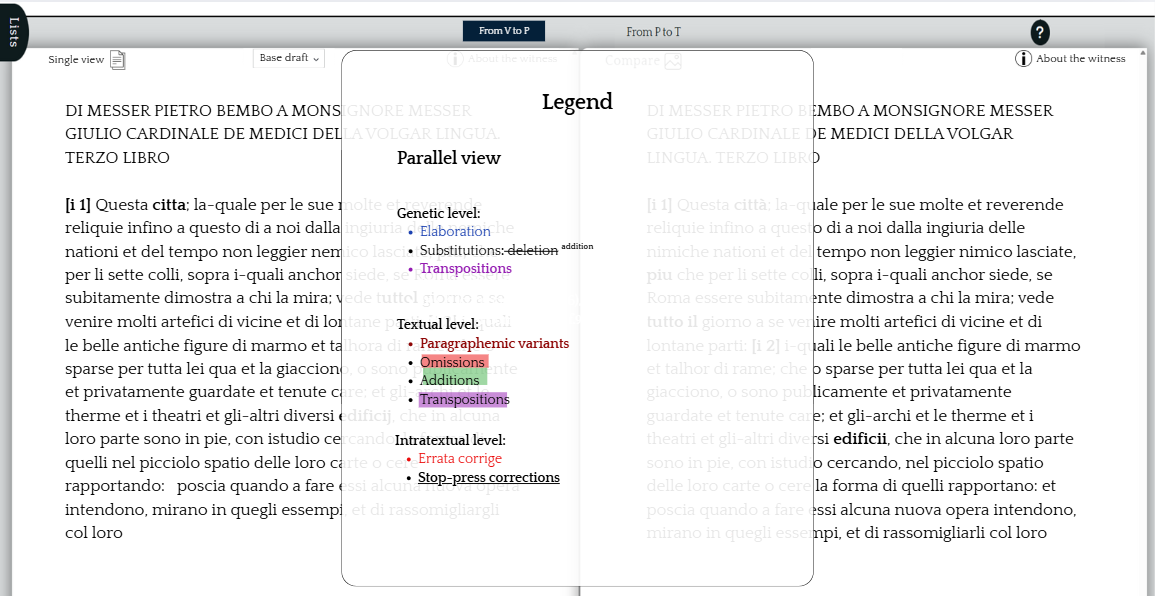 Lists
From V to P
From P to T
?
Single view
Base draft
About the witness
DI MESSER PIETRO BEMBO A MONSIGNORE MESSER
GIULIO CARDINALE DE MEDICI DELLA VOLGAR LINGUA.
TERZO LIBRO
[i 1] Questa citta; la-quale per le sue molte et reverende
reliquie infino a questo di a noi dalla ingiuria
nationi et del tempo non leggier nemico
per li sette colli, sopra i-quali anchor siede, se
subitamente dimostra a chi la mira; vede tuttol giorno a se
venire molti artefici di vicine et di lontane
le belle antiche figure di marmo et talhora di
sparse per tutta lei qua et la giacciono, o sono
et privatamente guardate et tenute care: et
therme et i theatri et gli-altri diversi edificij, che in alcuna
loro parte sono in pie, con istudio cercando
quelli nel picciolo spatio delle loro carte o cere
rapportando: poscia quando a fare essi alcuna nuova opera
intendono, mirano in quegli essempi, et di rassomigliargli
col loro
Legend
Parallel view
Genetic level:
• Elaboration
• Substitutions: deletion addition
• Transpositions
Textual level:
• Paragraphemic variants
• Omissions
• Additions
• Transpositions
Intratextual level:
• Errata corrige
• Stop-press corrections
Compare
About the witness
DI MESSER PIETRO BEMBO A MONSIGNORE MESSER
GIULIO CARDINALE DE MEDICI DELLA VOLGAR
LINGUA. TERZO LIBRO
[i 1] Questa città; la-quale per le sue molte et reverende
reliquie infino a questo di a noi dalla ingiuria delle
nimiche nationi et del tempo non leggier nimico lasciate,
piu che per li sette colli, sopra i-quali anchor siede, se
Roma essere subitamente dimostra a chi la mira; vede
tutto il giorno a se venire molti artefici di vicine et di
lontane parti: [i 2] i-quali le belle antiche figure di marmo
et talhor di rame: che o sparse per tutta lei qua et la
giacciono, o sono publicamente et privatamente
guardate et tenute care; et gli-archi et le therme et i
theatri et gli-altri diversi edificii, che in alcuna loro parte
sono in pie, con istudio cercando, nel picciolo spatio
delle loro carte o cere la forma di quelli rapportano: et
poscia quando a fare essi alcuna nuova opera intendono,
mirano in quegli essempi, et di rassomigliarli col loro